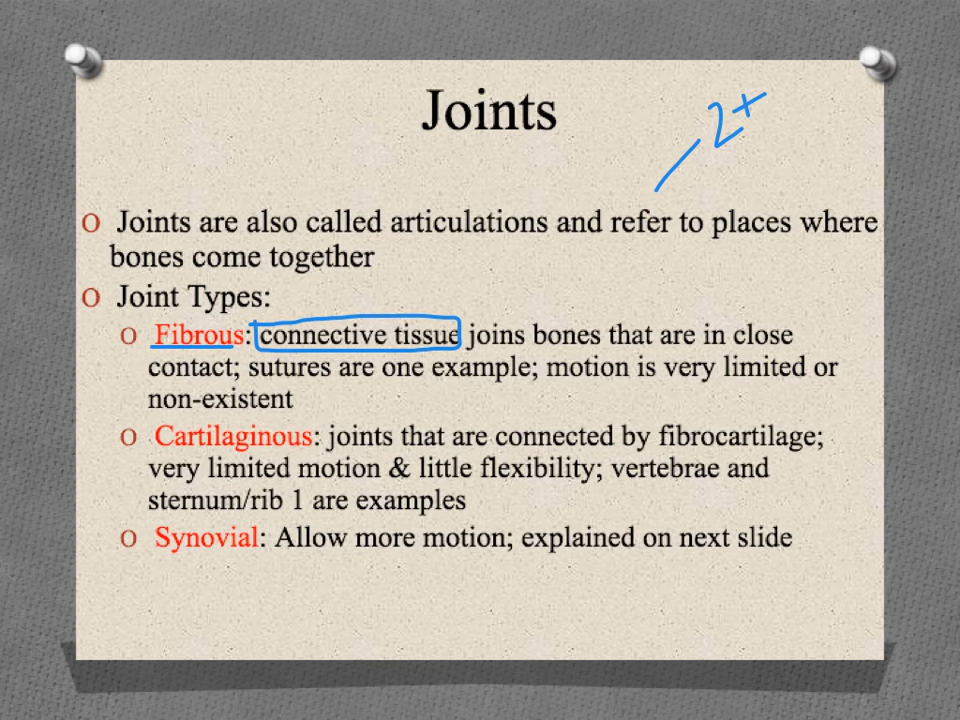 Joints
2+
O Joints are also called articulations and refer to places where
bones come together
O Joint Types:
O Fibrous: connective tissue joins bones that are in close
contact; sutures are one example; motion is very limited or
non-existent
O Cartilaginous: joints that are connected by fibrocartilage;
very limited motion & little flexibility; vertebrae and
sternum/rib 1 are examples
O Synovial: Allow more motion; explained on next slide